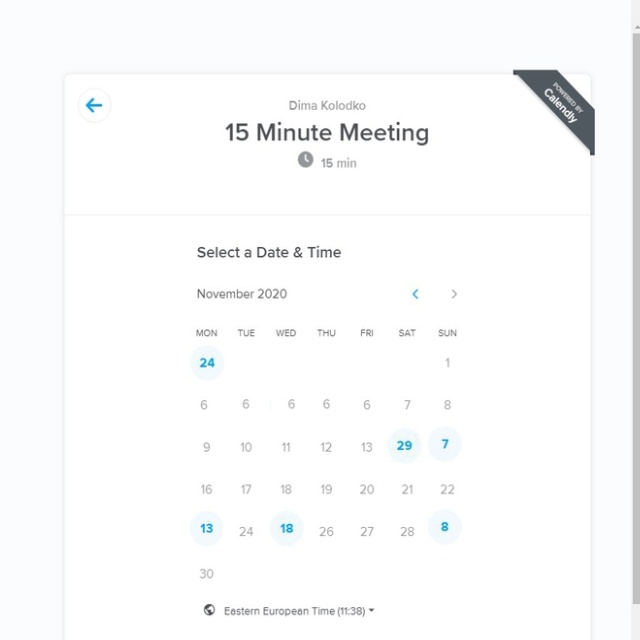 POWERED BY
Calendly
Dima Kolodko
15 Minute Meeting
15 min
Select a Date & Time
November 2020
MON TUE WED THU FRI SAT SUN
24 1
6 6 6 6 6 7 8
9 10 11 12 13 29 7
16 17 18 19 20 21 22
13 24 18 26 27 28 8
30
Eastern European Time (11:38)